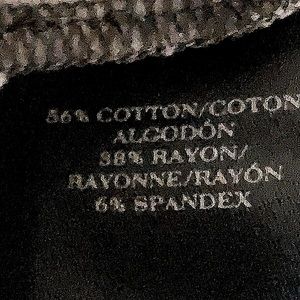 56% COTTON/COTON
ALGODÓN
38% RAYON/
RAYONNE/RAYÓN
6% SPANDEX